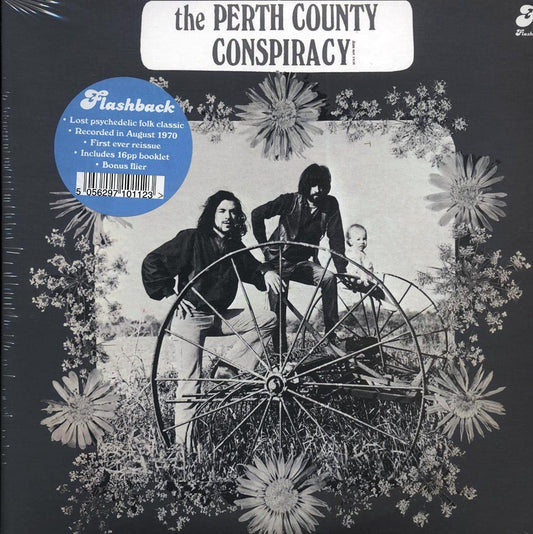 the PERTH COUNTY
CONSPIRACY
Flashback
• Lost psychedelic folk classic
• Recorded in August 1970
• First ever reissue
• Includes 16pp booklet
• Bonus flier
5 056297 101123 >